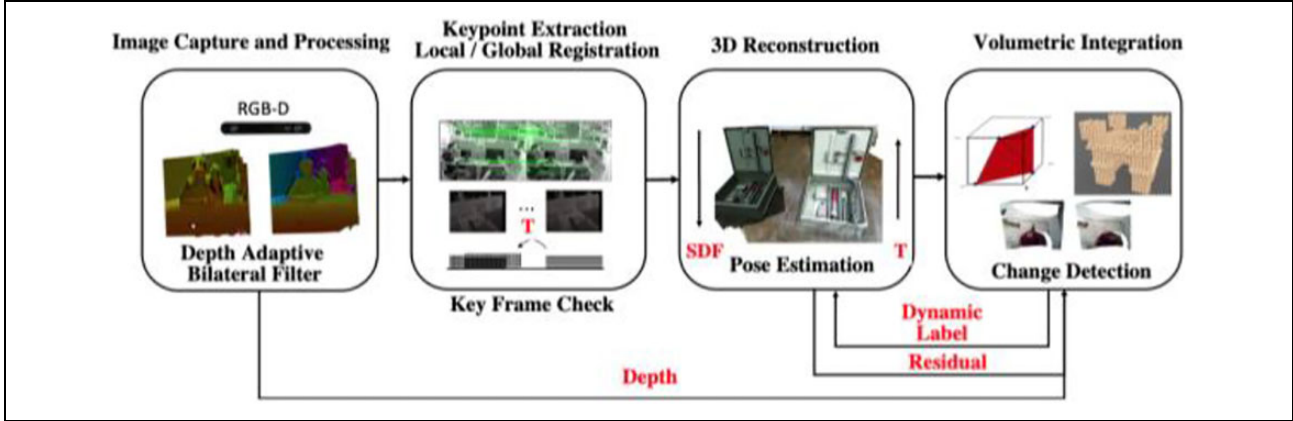 Image Capture and Processing
RGB-D
Depth Adaptive
Bilateral Filter
Keypoint Extraction
Local / Global Registration
...
T
Key Frame Check
3D Reconstruction
SDF
T
Pose Estimation
Volumetric Integration
Change Detection
Dynamic
Label
Residual
Depth